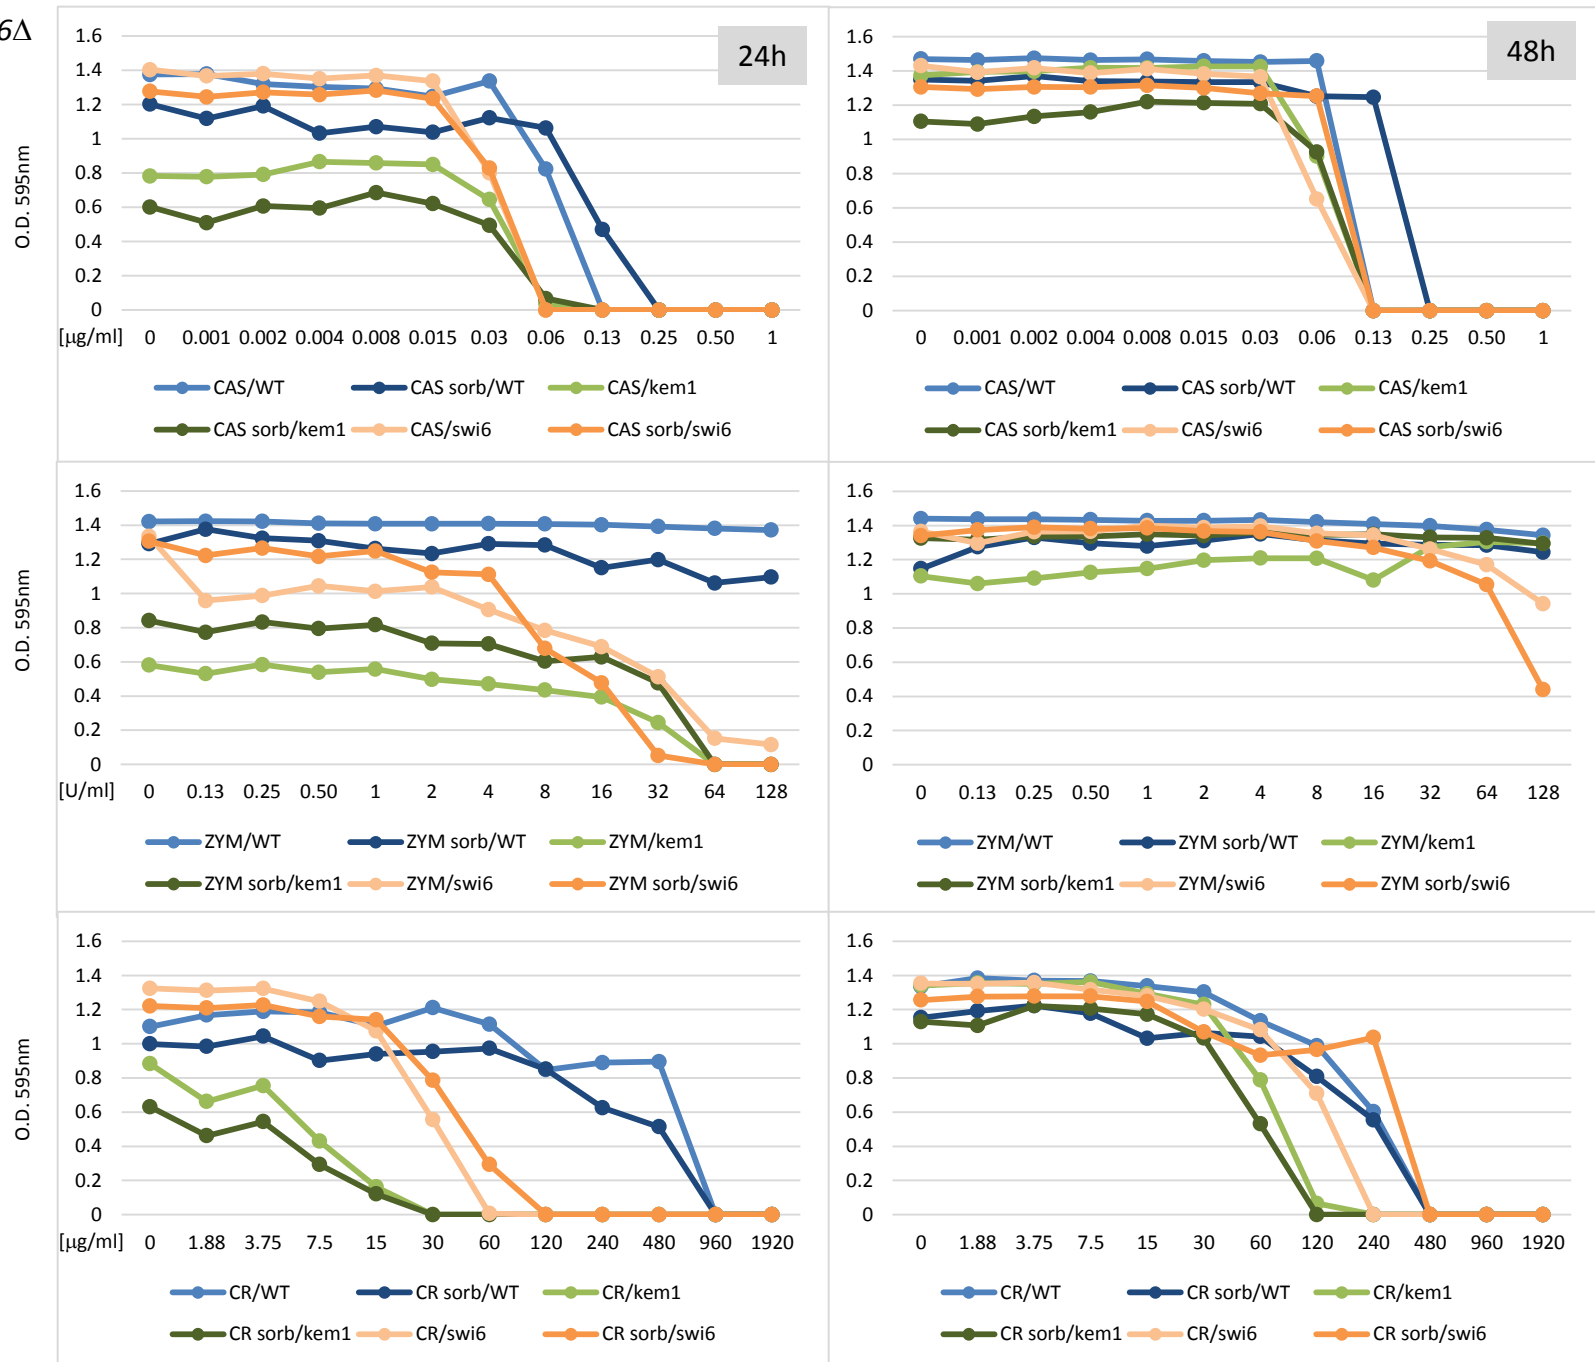 6Δ
24h
48h
O.D. 595nm
1.6
1.4
1.2
1
0.8
0.6
0.4
0.2
0
[µg/ml] 0 0.001 0.002 0.004 0.008 0.015 0.03 0.06 0.13 0.25 0.50 1
CAS/WT CAS sorb/WT CAS/kem1
CAS sorb/kem1 CAS/swi6 CAS sorb/swi6
1.6
1.4
1.2
1
0.8
0.6
0.4
0.2
0
0 0.001 0.002 0.004 0.008 0.015 0.03 0.06 0.13 0.25 0.50 1
CAS/WT CAS sorb/WT CAS/kem1
CAS sorb/kem1 CAS/swi6 CAS sorb/swi6
O.D. 595nm
1.6
1.4
1.2
1
0.8
0.6
0.4
0.2
0
[U/ml] 0 0.13 0.25 0.50 1 2 4 8 16 32 64 128
ZYM/WT ZYM sorb/WT ZYM/kem1
ZYM sorb/kem1 ZYM/swi6 ZYM sorb/swi6
1.6
1.4
1.2
1
0.8
0.6
0.4
0.2
0
0 0.13 0.25 0.50 1 2 4 8 16 32 64 128
ZYM/WT ZYM sorb/WT ZYM/kem1
ZYM sorb/kem1 ZYM/swi6 ZYM sorb/swi6
O.D. 595nm
1.6
1.4
1.2
1
0.8
0.6
0.4
0.2
0
[µg/ml] 0 1.88 3.75 7.5 15 30 60 120 240 480 960 1920
CR/WT CR sorb/WT CR/kem1
CR sorb/kem1 CR/swi6 CR sorb/swi6
1.6
1.4
1.2
1
0.8
0.6
0.4
0.2
0
0 1.88 3.75 7.5 15 30 60 120 240 480 960 1920
CR/WT CR sorb/WT CR/kem1
CR sorb/kem1 CR/swi6 CR sorb/swi6